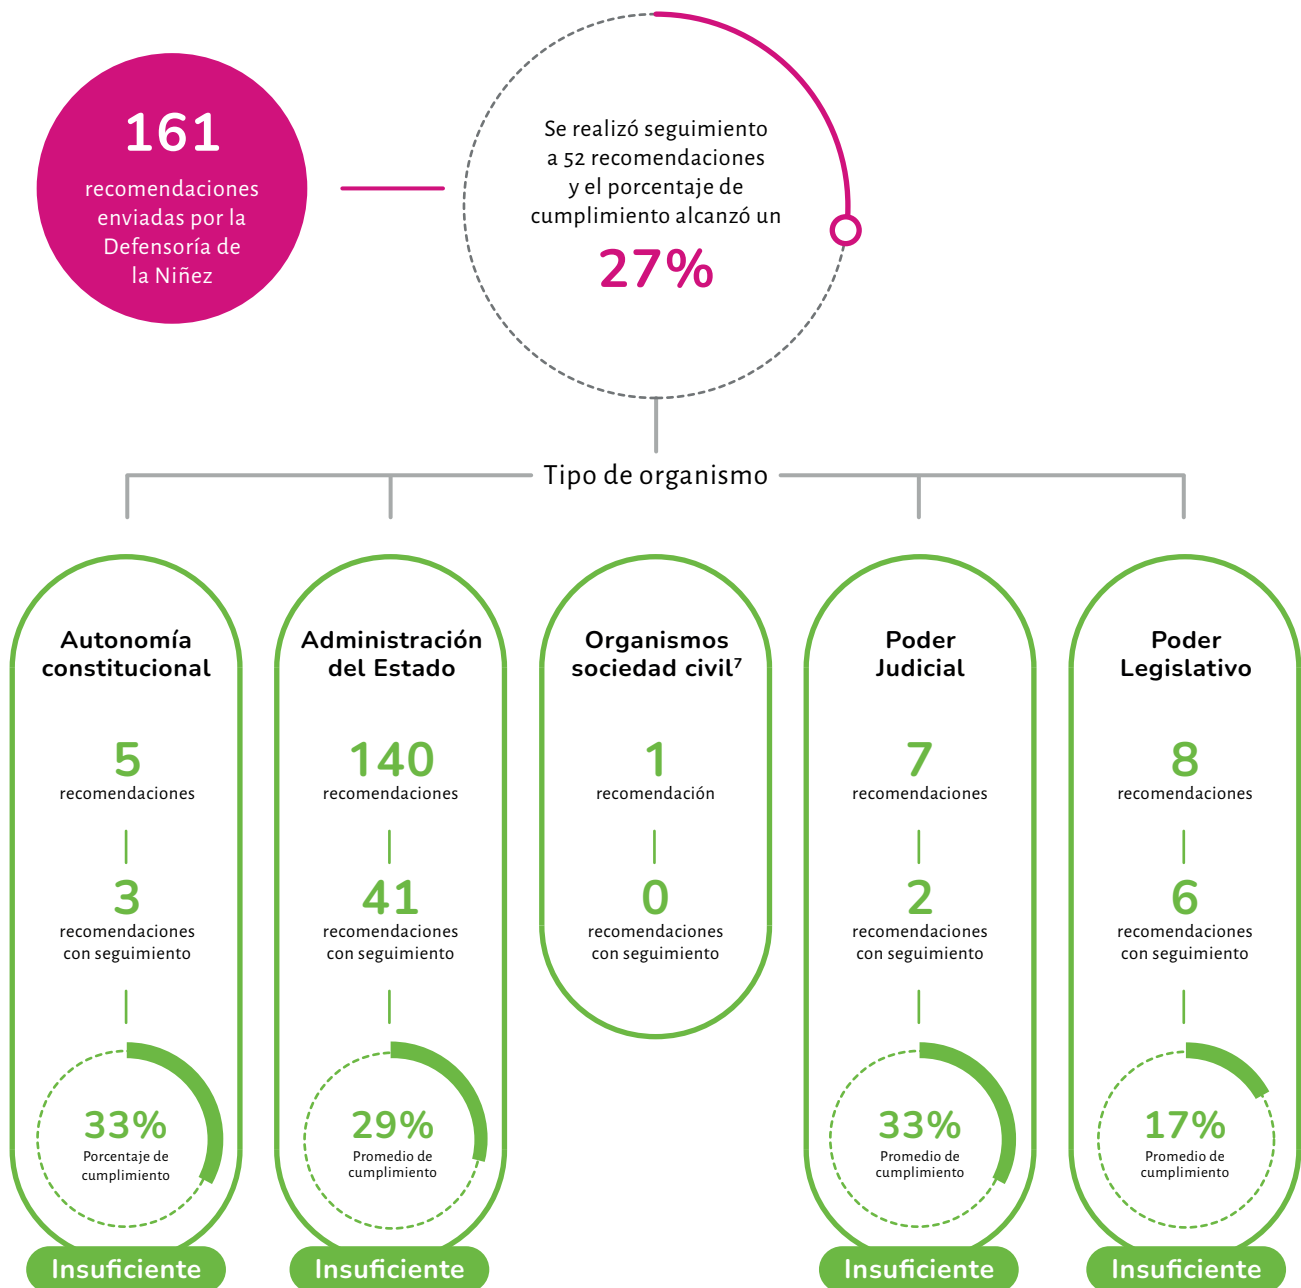 161
recomendaciones
enviadas por la
Defensoría de
la Niñez
Se realizó seguimiento
a 52 recomendaciones
y el porcentaje de
cumplimiento alcanzó un
27%
Tipo de organismo
Autonomía
constitucional
5
recomendaciones
3
recomendaciones
con seguimiento
33%
Porcentaje de
cumplimiento
Insuficiente
Administración
del Estado
140
recomendaciones
41
recomendaciones
con seguimiento
29%
Promedio de
cumplimiento
Insuficiente
Organismos
sociedad civil⁷
1
recomendación
0
recomendaciones
con seguimiento
Poder
Judicial
7
recomendaciones
2
recomendaciones
con seguimiento
33%
Promedio de
cumplimiento
Insuficiente
Poder
Legislativo
8
recomendaciones
6
recomendaciones
con seguimiento
17%
Promedio de
cumplimiento
Insuficiente